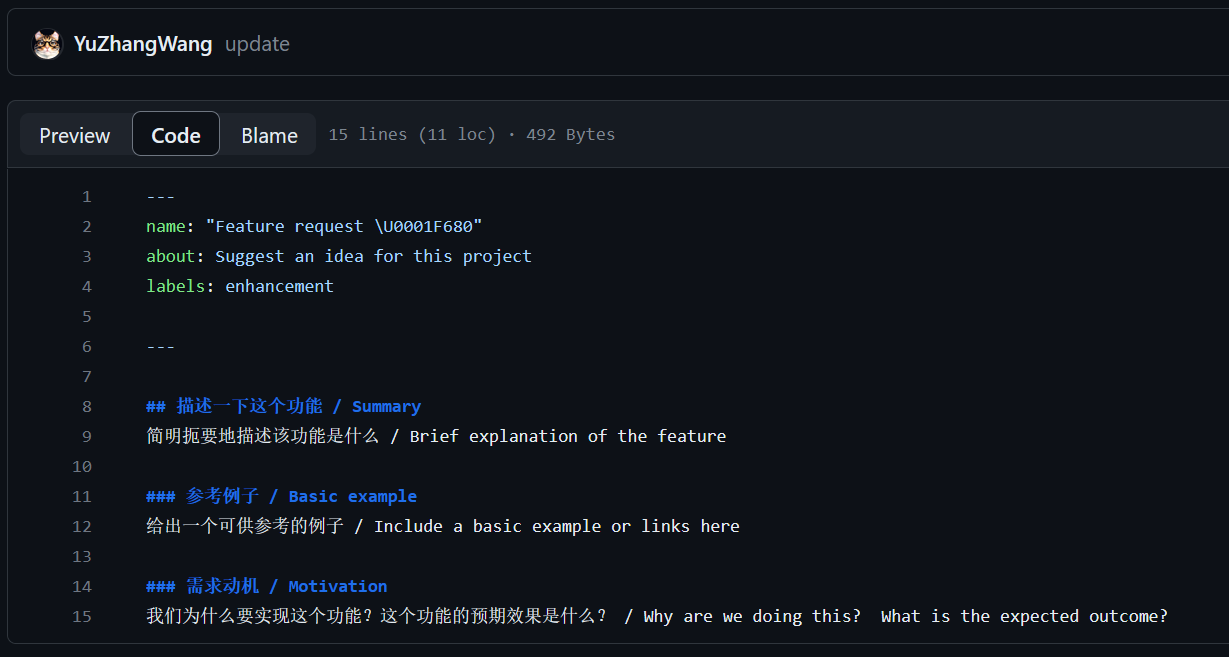 YuZhangWang update
Preview Code Blame 15 lines (11 loc) · 492 Bytes
1 ---
2 name: "Feature request \U0001F680"
3 about: Suggest an idea for this project
4 labels: enhancement
5
6 ---
7
8 ## 描述一下这个功能 / Summary
9 简明扼要地描述该功能是什么 / Brief explanation of the feature
10
11 ### 参考例子 / Basic example
12 给出一个可供参考的例子 / Include a basic example or links here
13
14 ### 需求动机 / Motivation
15 我们为什么要实现这个功能？这个功能的预期效果是什么？ / Why are we doing this?  What is the expected outcome?